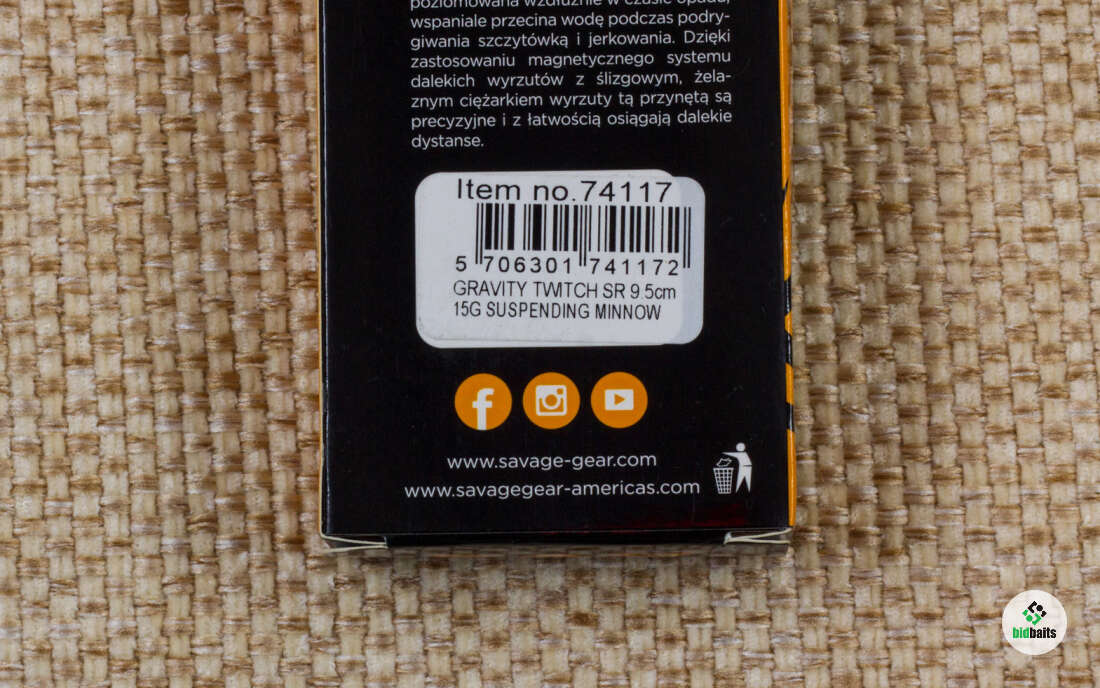 poziomowana wzdłużnie w czasie opadu,
wspaniale przecina wodę podczas podry-
giwania szczytówką i jerkowania. Dzięki
zastosowaniu magnetycznego systemu
dalekich wyrzutów z ślizgowym, żela-
znym ciężarkiem wyrzuty tą przynętą są
precyzyjne i z łatwością osiągają dalekie
dystanse.
Item no.74117
5 706301 741172
GRAVITY TWITCH SR 9.5cm
15G SUSPENDING MINNOW
www.savage-gear.com
www.savagegear-americas.com
bidbaits